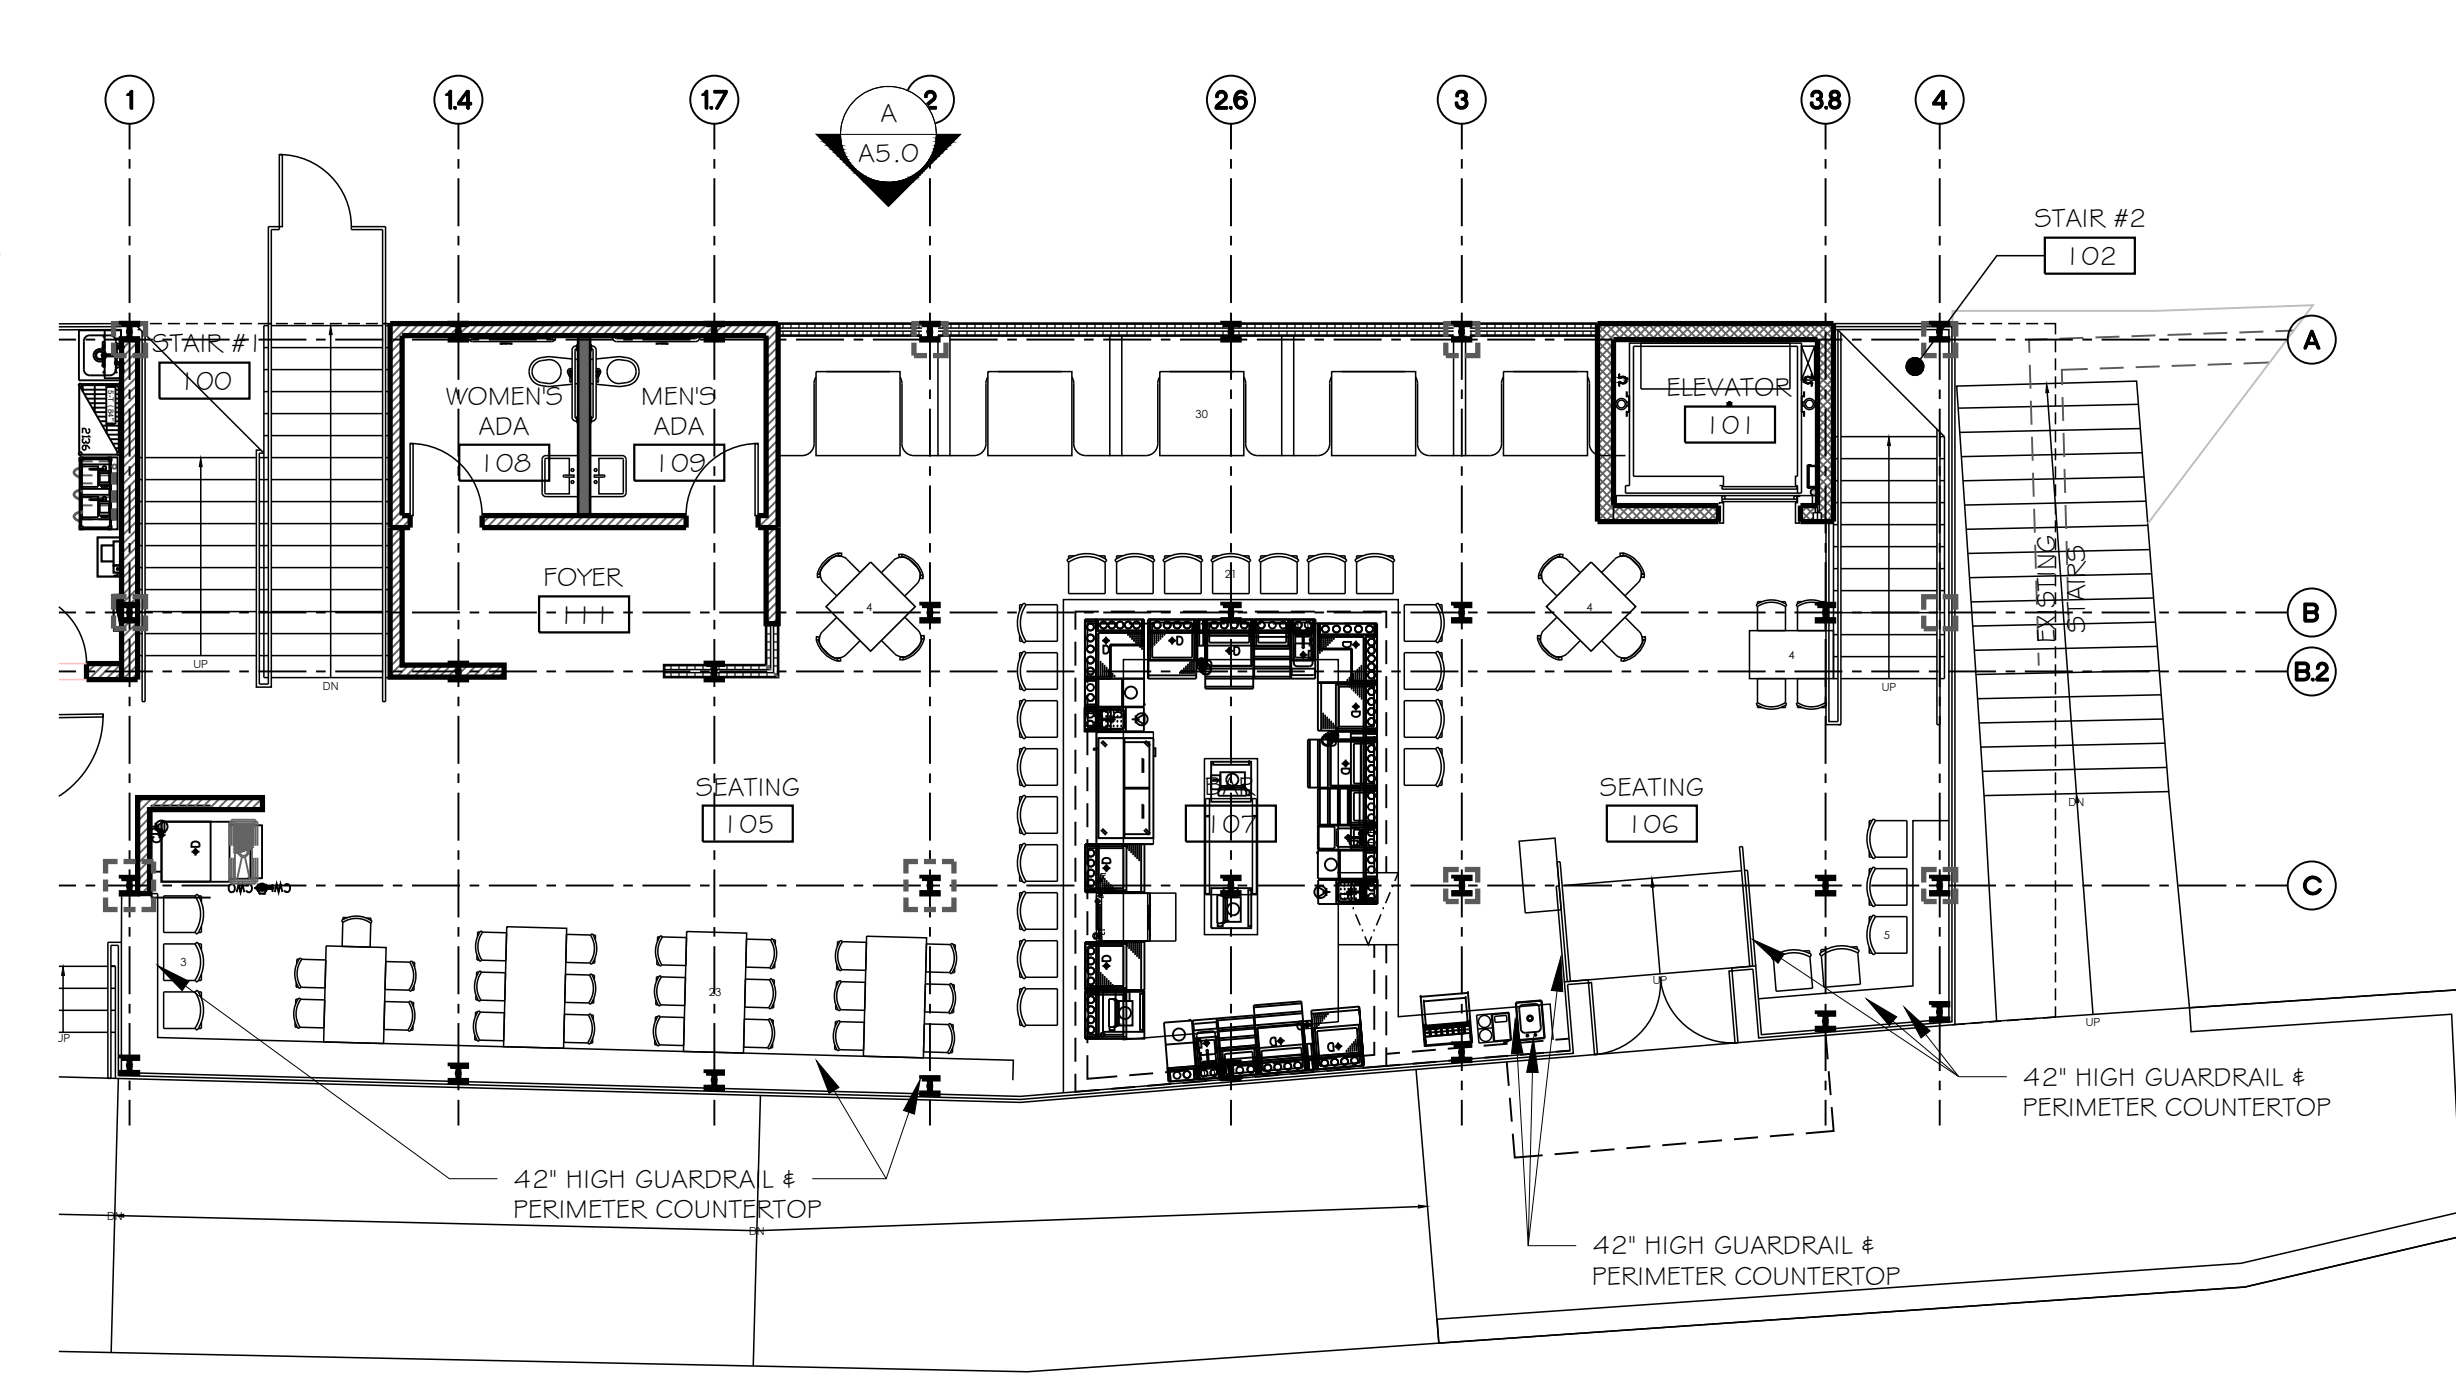 1
1.4
1.7
2
2.6
3
3.8
4
A
A5.0
STAIR #2
102
A
STAIR #1
100
WOMEN'S
ADA
108
MEN'S
ADA
109
30
ELEVATOR
101
FOYER
111
21
4
4
4
B
B.2
EXISTING
STAIRS
UP
DN
UP
SEATING
105
BAR
107
SEATING
106
DN
C
CWO
3
23
5
UP
UP
UP
42" HIGH GUARDRAIL &
PERIMETER COUNTERTOP
42" HIGH GUARDRAIL &
PERIMETER COUNTERTOP
DN
DN
42" HIGH GUARDRAIL &
PERIMETER COUNTERTOP